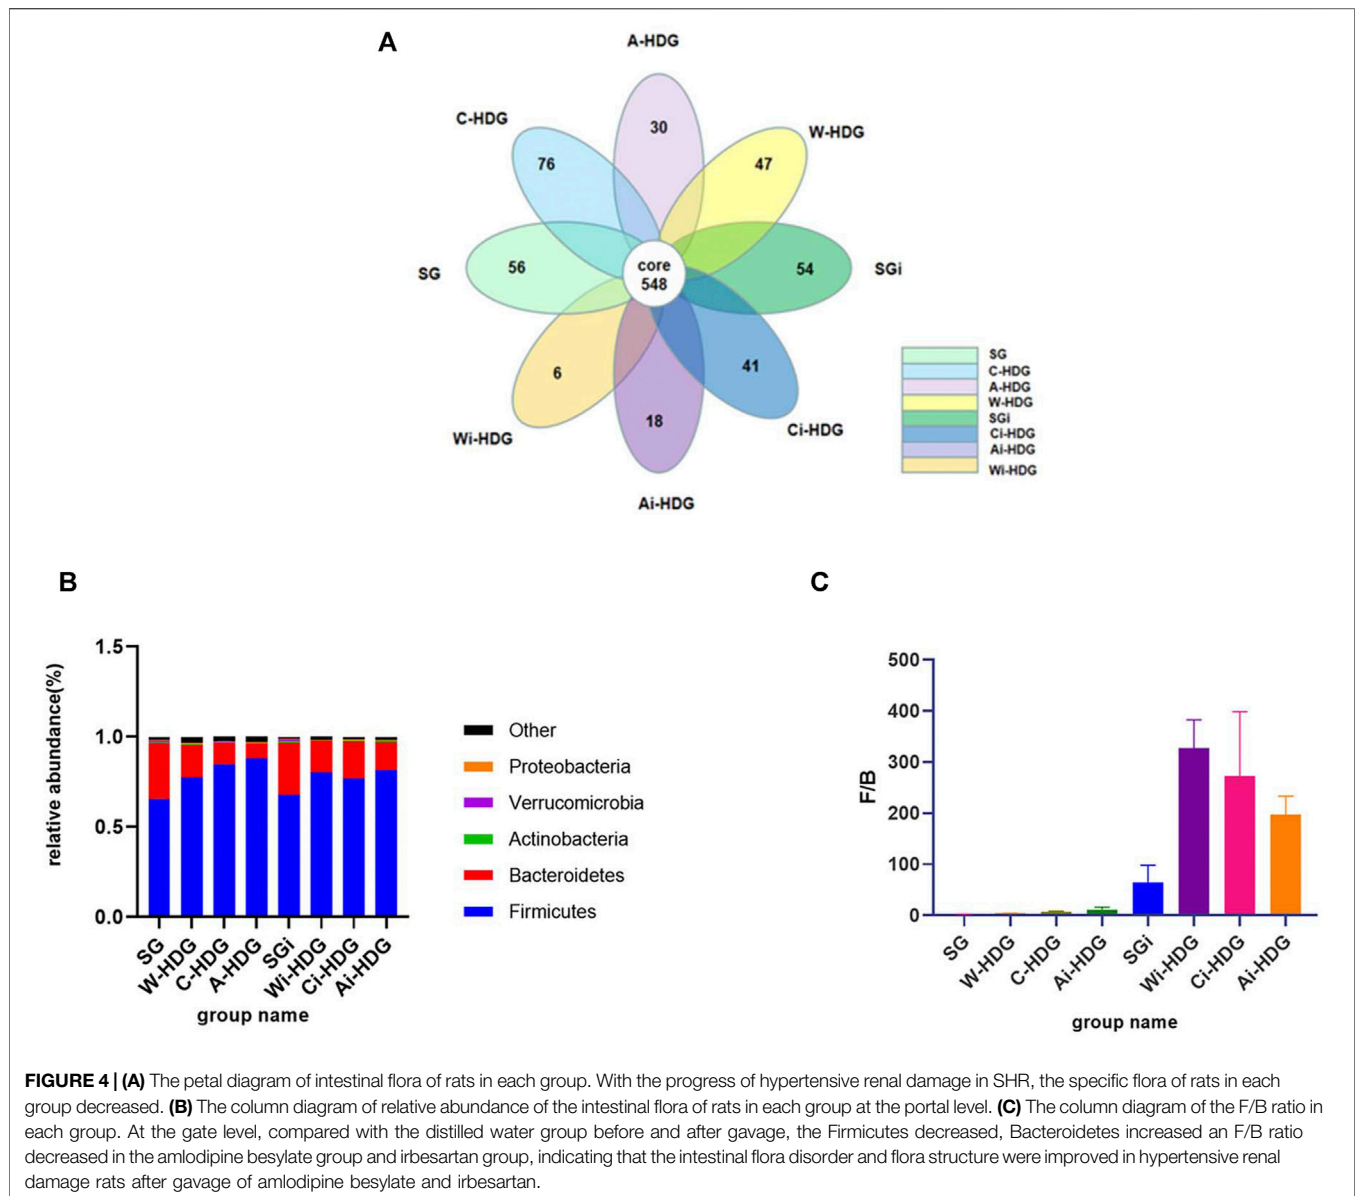 A
A-HDG
C-HDG
W-HDG
30
76
47
SG
56
core
548
54
SGi
6
41
18
Wi-HDG
Ci-HDG
Ai-HDG
SG
C-HDG
A-HDG
W-HDG
SGi
Ci-HDG
Ai-HDG
Wi-HDG
B
relative abundance(%)
1.5
1.0
0.5
0.0
SG
W-HDG
C-HDG
A-HDG
SGi
Wi-HDG
Ci-HDG
Ai-HDG
group name
Other
Proteobacteria
Verrucomicrobia
Actinobacteria
Bacteroidetes
Firmicutes
C
F/B
500
400
300
200
100
0
SG
W-HDG
C-HDG
Ai-HDG
SGi
Wi-HDG
Ci-HDG
Ai-HDG
group name
FIGURE 4 | (A) The petal diagram of intestinal flora of rats in each group. With the progress of hypertensive renal damage in SHR, the specific flora of rats in each
group decreased. (B) The column diagram of relative abundance of the intestinal flora of rats in each group at the portal level. (C) The column diagram of the F/B ratio in
each group. At the gate level, compared with the distilled water group before and after gavage, the Firmicutes decreased, Bacteroidetes increased an F/B ratio
decreased in the amlodipine besylate group and irbesartan group, indicating that the intestinal flora disorder and flora structure were improved in hypertensive renal
damage rats after gavage of amlodipine besylate and irbesartan.